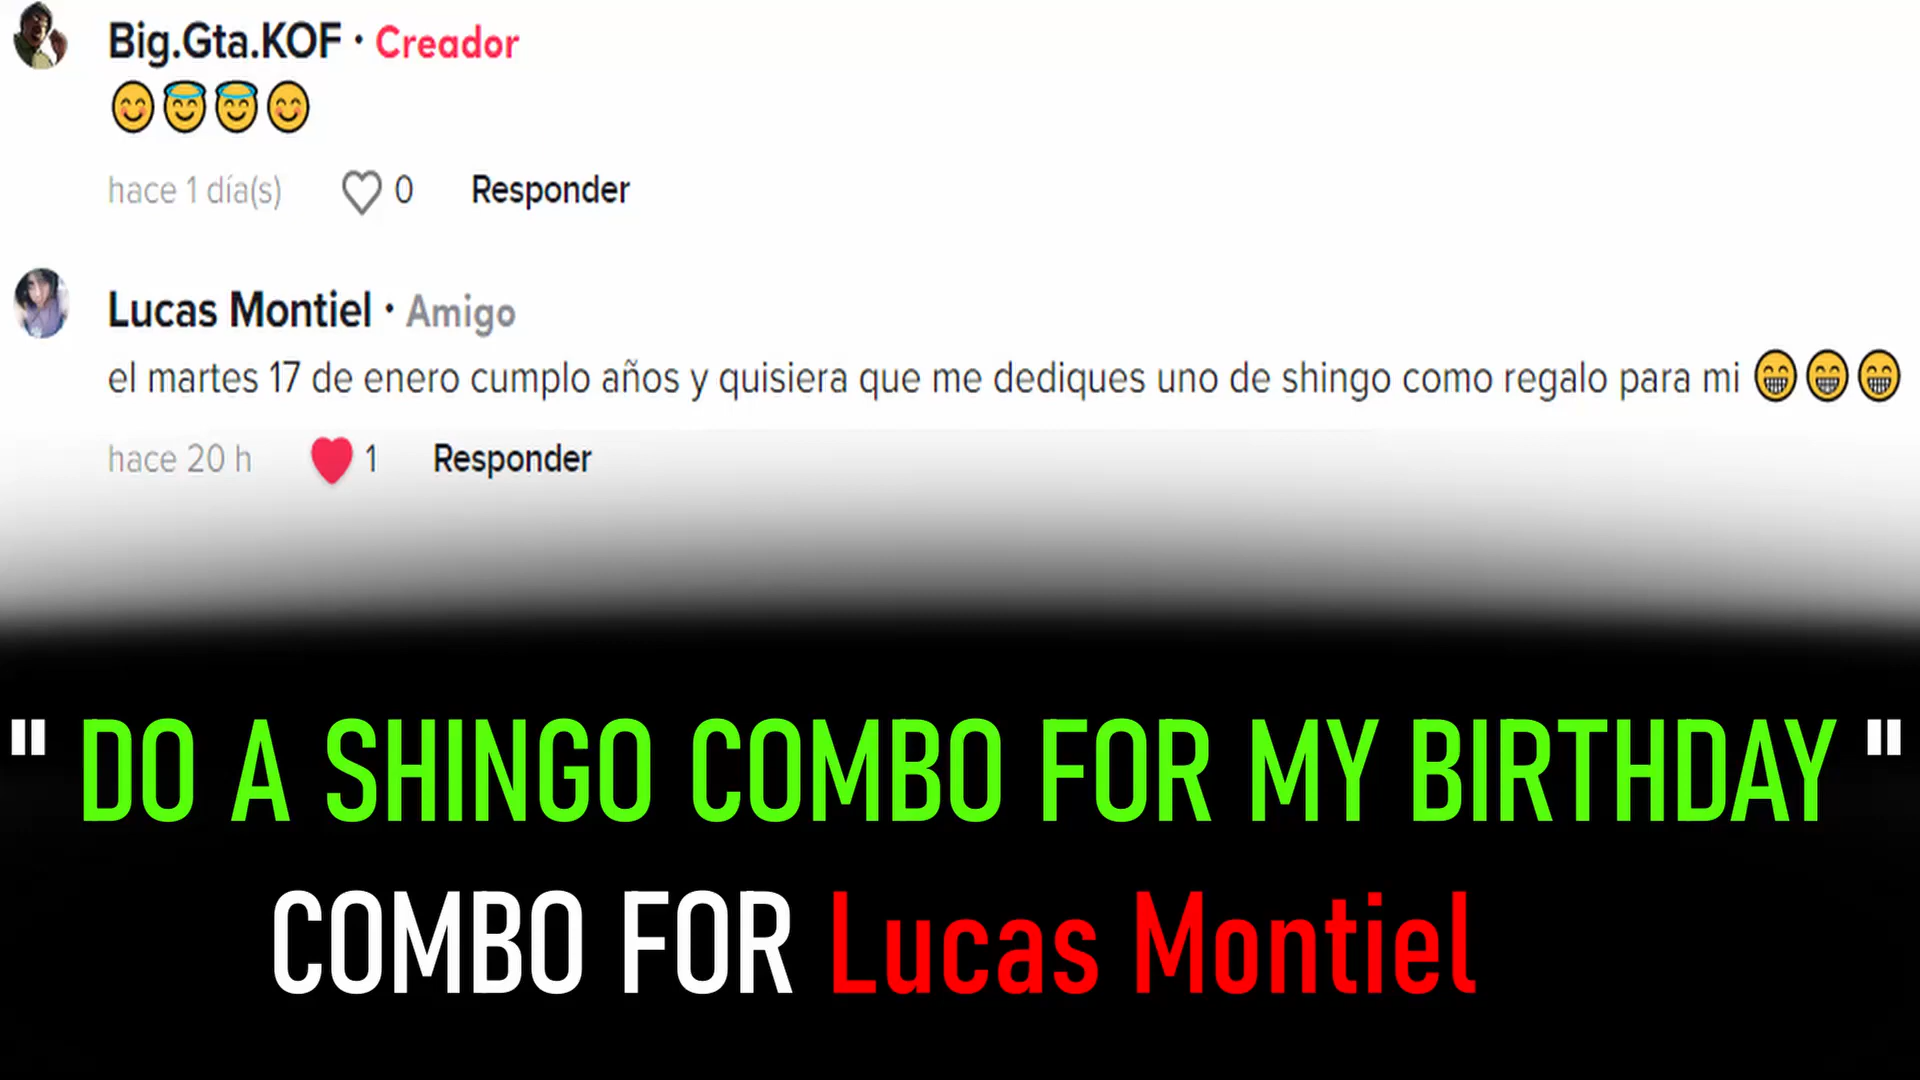 Big.Gta.KOF · Creador
😊😇😇😊
hace 1 día(s) 0 Responder
Lucas Montiel · Amigo
el martes 17 de enero cumplo años y quisiera que me dediques uno de shingo como regalo para mi 😁😁😁
hace 20 h 1 Responder
" DO A SHINGO COMBO FOR MY BIRTHDAY "
COMBO FOR Lucas Montiel